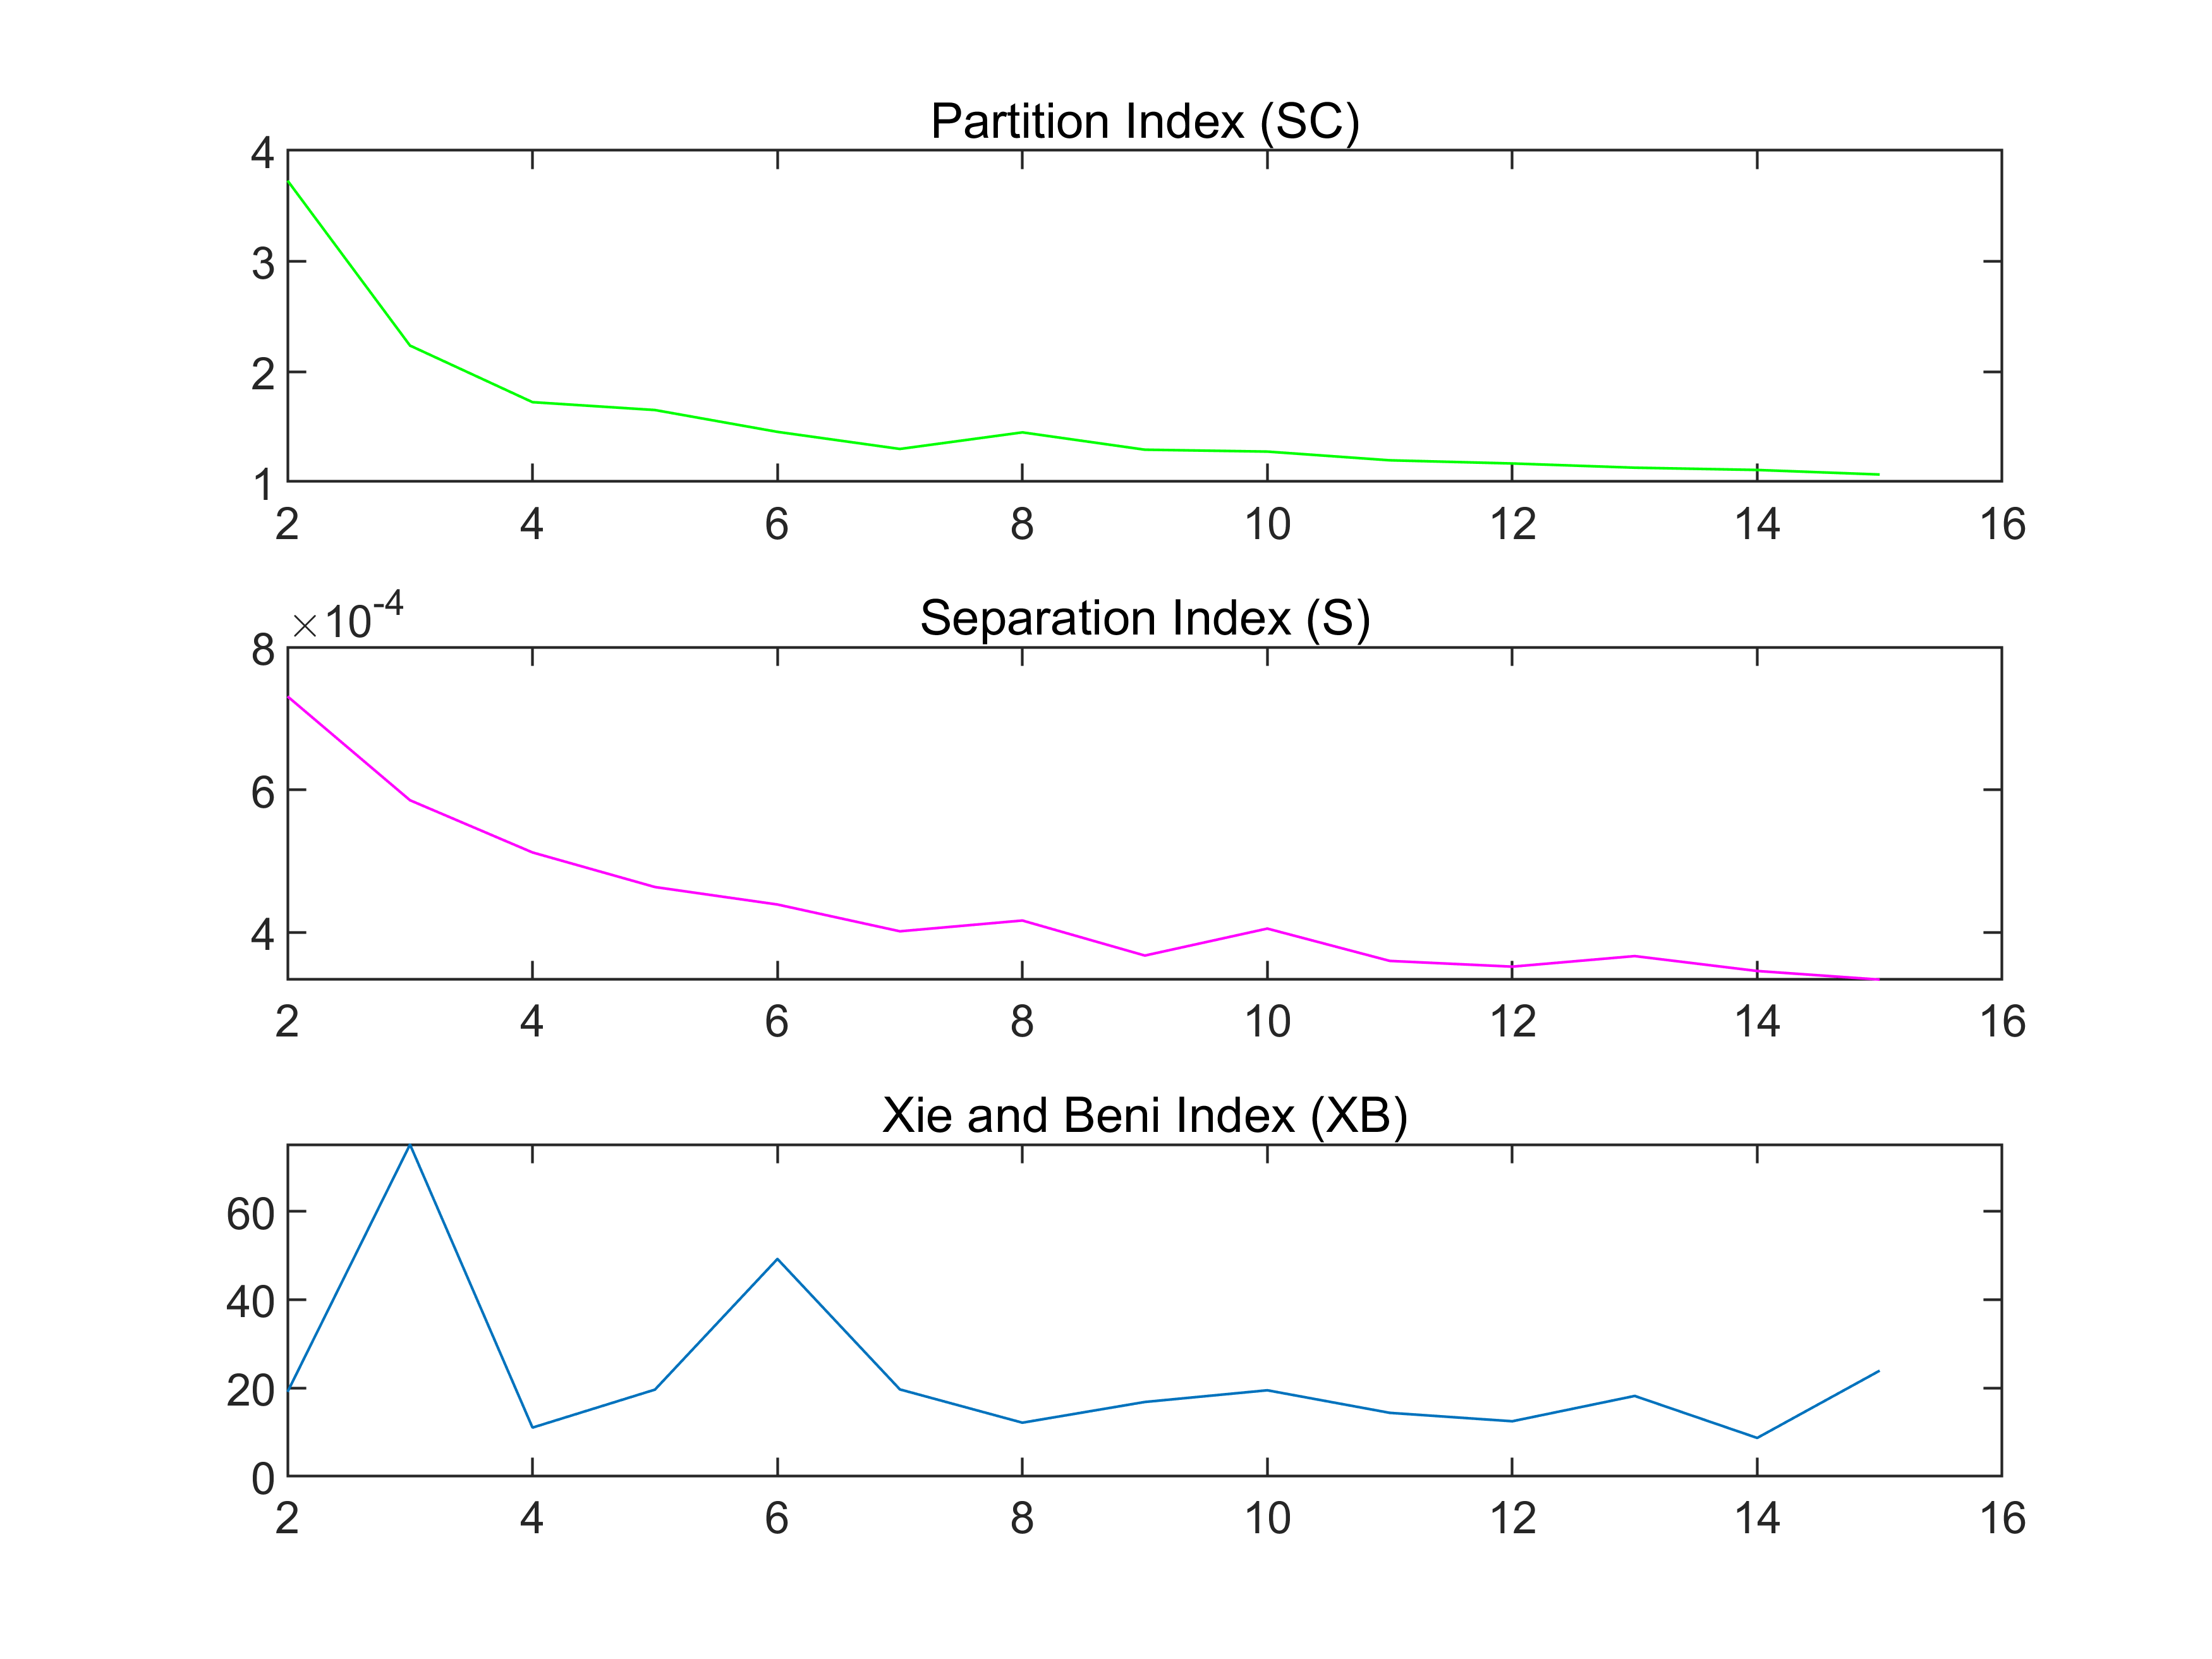 Partition Index (SC)
4
3
2
1
2 4 6 8 10 12 14 16
×10-4
Separation Index (S)
8
6
4
2 4 6 8 10 12 14 16
Xie and Beni Index (XB)
60
40
20
0
2 4 6 8 10 12 14 16